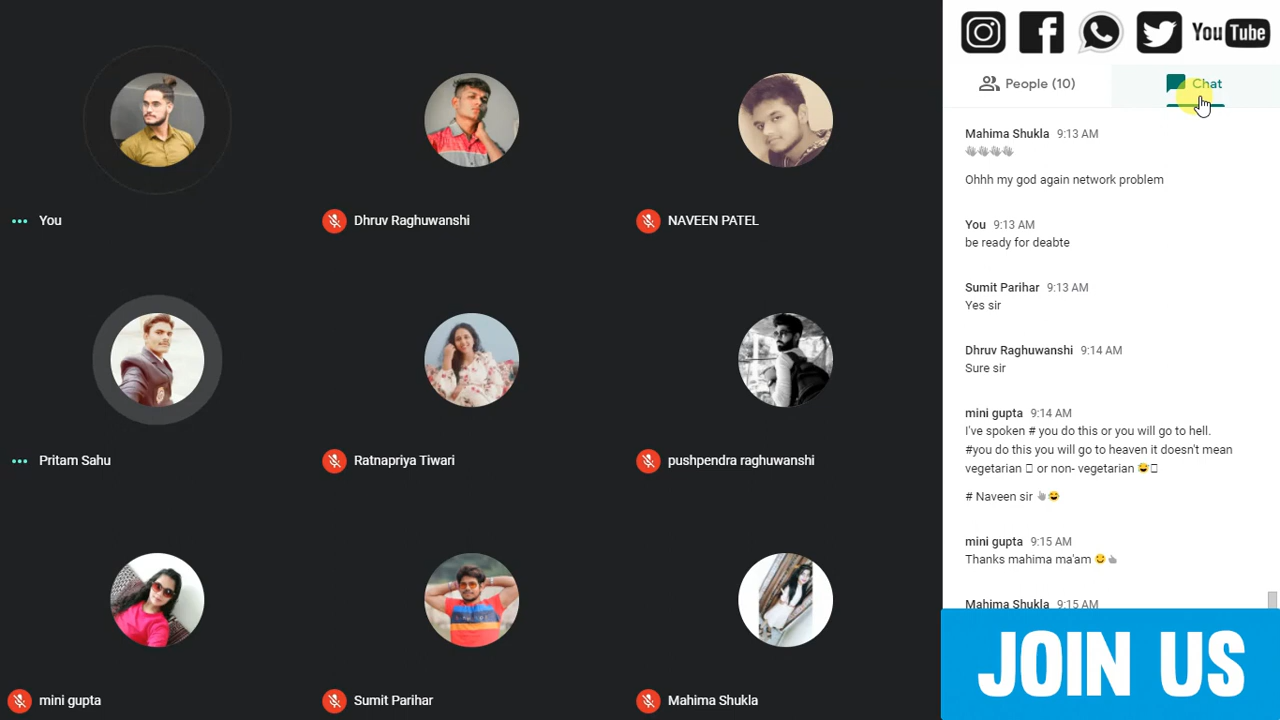 You
Dhruv Raghuwanshi
NAVEEN PATEL
Pritam Sahu
Ratnapriya Tiwari
pushpendra raghuwanshi
mini gupta
Sumit Parihar
Mahima Shukla
You Tube
People (10)
Chat
Mahima Shukla 9:13 AM
👋👋👋👋
Ohhh my god again network problem
You 9:13 AM
be ready for deabte
Sumit Parihar 9:13 AM
Yes sir
Dhruv Raghuwanshi 9:14 AM
Sure sir
mini gupta 9:14 AM
I've spoken # you do this or you will go to hell.
#you do this you will go to heaven it doesn't mean
vegetarian or non- vegetarian 😅
# Naveen sir 👋😂
mini gupta 9:15 AM
Thanks mahima ma'am 😊👆
Mahima Shukla 9:15 AM
JOIN US